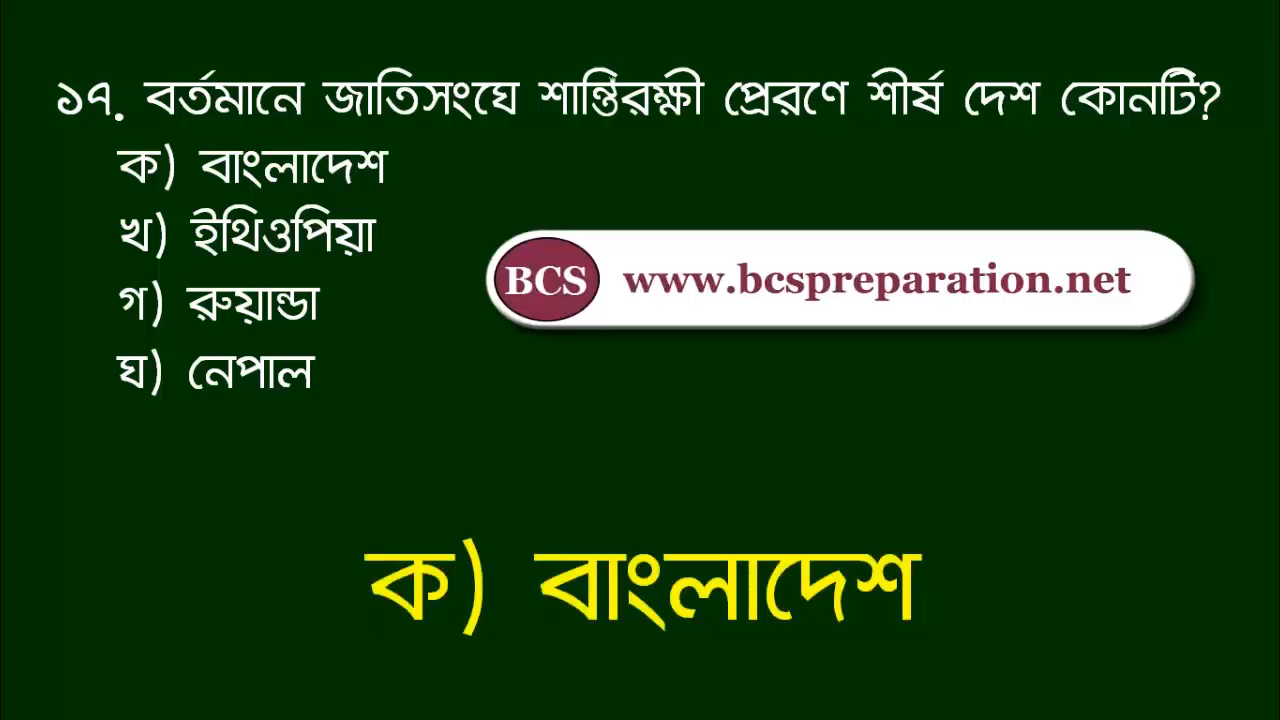 ১৭. বর্তমানে জাতিসংঘে শান্তিরক্ষী প্রেরণে শীর্ষ দেশ কোনটি?
ক) বাংলাদেশ
খ) ইথিওপিয়া
গ) রুয়ান্ডা
ঘ) নেপাল
BCS www.bcspreparation.net
ক) বাংলাদেশ